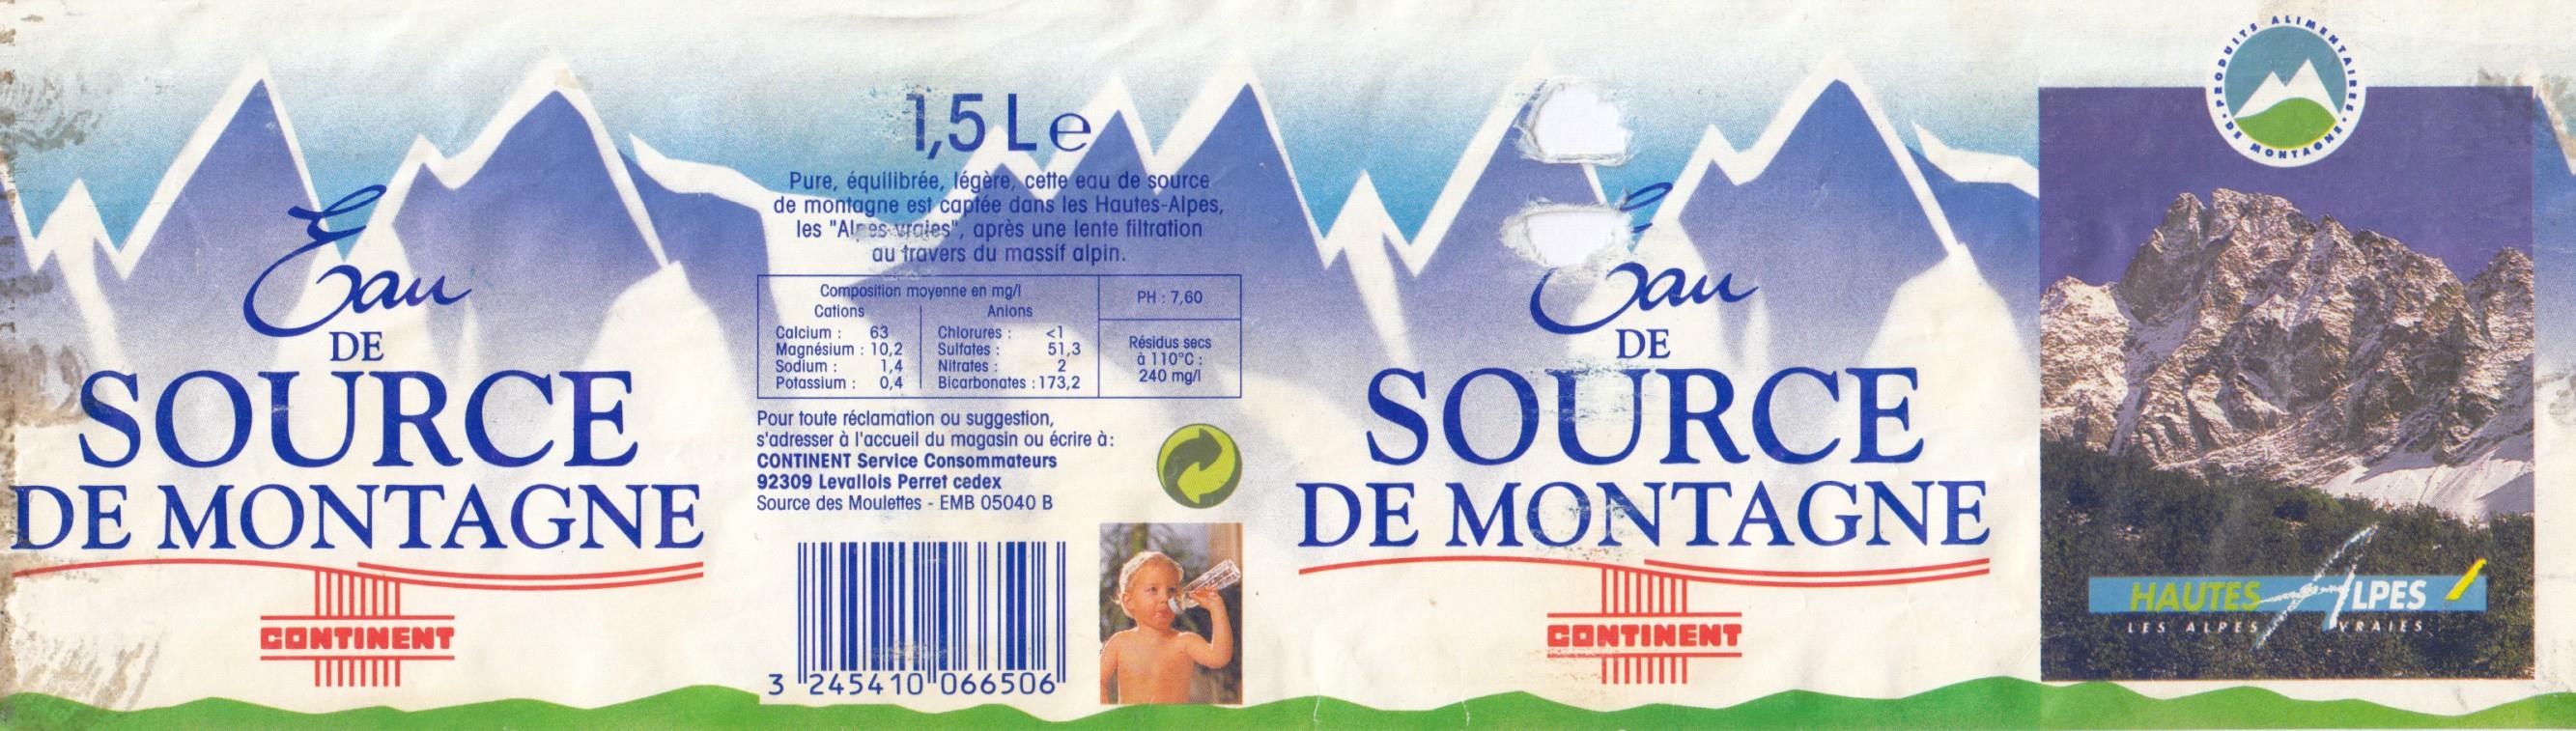 Eau
DE
SOURCE
DE MONTAGNE
CONTINENT
1,5 L e
Pure, équilibrée, légère, cette eau de source
de montagne est captée dans les Hautes-Alpes,
les "Alpes vraies", après une lente filtration
au travers du massif alpin.
Composition moyenne en mg/l
Cations
Calcium : 63
Magnésium : 10,2
Sodium : 1,4
Potassium : 0,4
Anions
Chlorures : <1
Sulfates : 51,3
Nitrates : 2
Bicarbonates : 173,2
PH : 7,60
Résidus secs
à 110°C :
240 mg/l
Pour toute réclamation ou suggestion,
s'adresser à l'accueil du magasin ou écrire à :
CONTINENT Service Consommateurs
92309 Levallois Perret cedex
Source des Moulettes - EMB 05040 B
3 245410 066506
Eau
DE
SOURCE
DE MONTAGNE
CONTINENT
PRODUITS ALIMENTAIRES
DE MONTAGNE
HAUTES ALPES
LES ALPES VRAIES